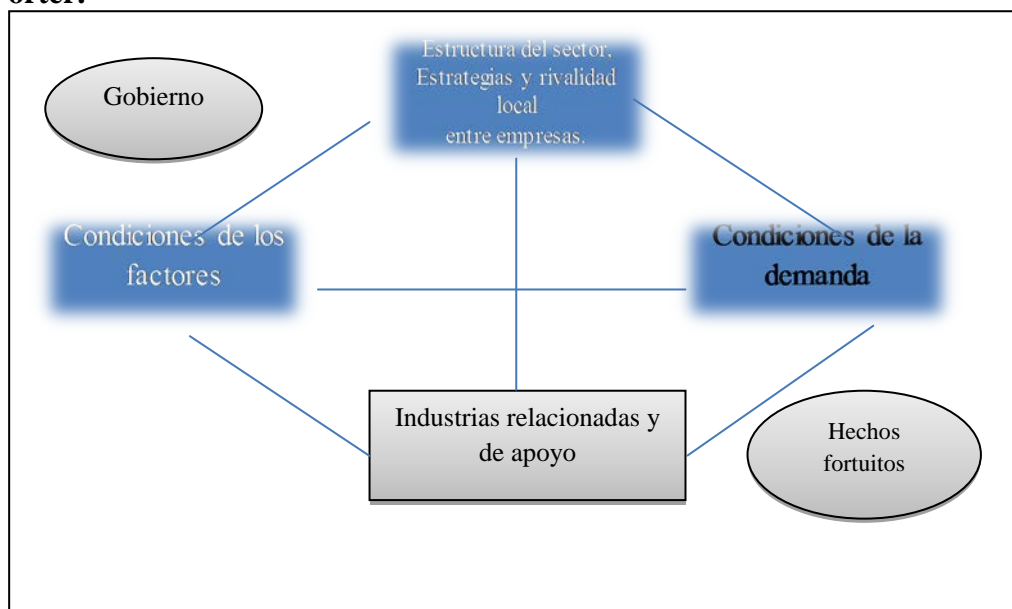 orter.
Gobierno
Estructura del sector.
Estrategias y rivalidad
local
entre empresas.
Condiciones de los
factores
Condiciones de la
demanda
Industrias relacionadas y
de apoyo
Hechos
fortuitos